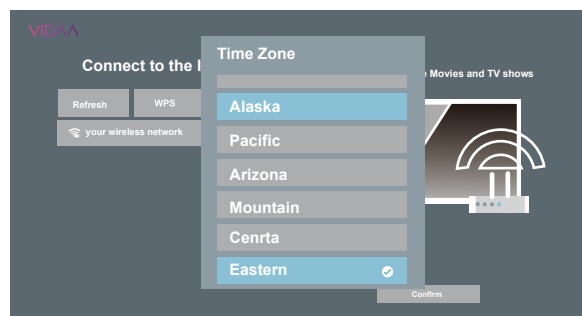 VIDAA
Connect to the I
Time Zone
Movies and TV shows
Refresh
WPS
your wireless network
Alaska
Pacific
Arizona
Mountain
Cenrta
Eastern
Confirm